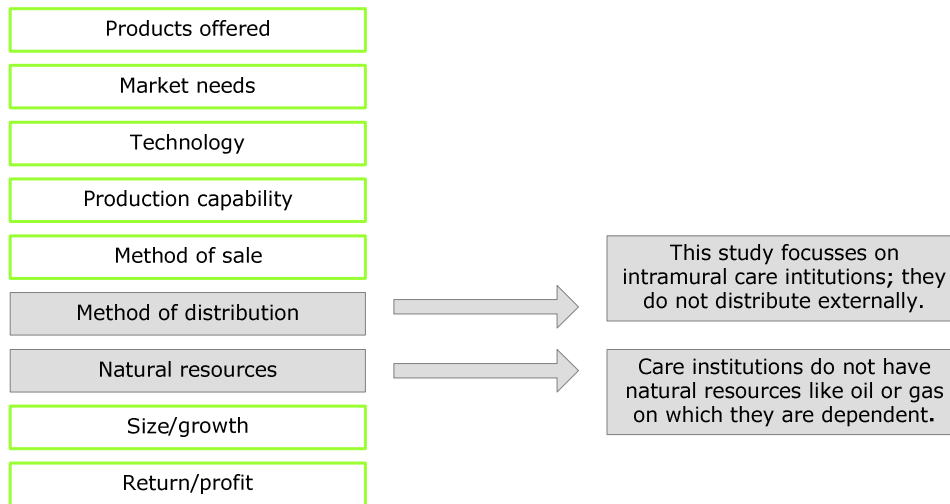 Products offered
Market needs
Technology
Production capability
Method of sale
Method of distribution
Natural resources
Size/growth
Return/profit
This study focusses on
intramural care intitutions; they
do not distribute externally.
Care institutions do not have
natural resources like oil or gas
on which they are dependent.